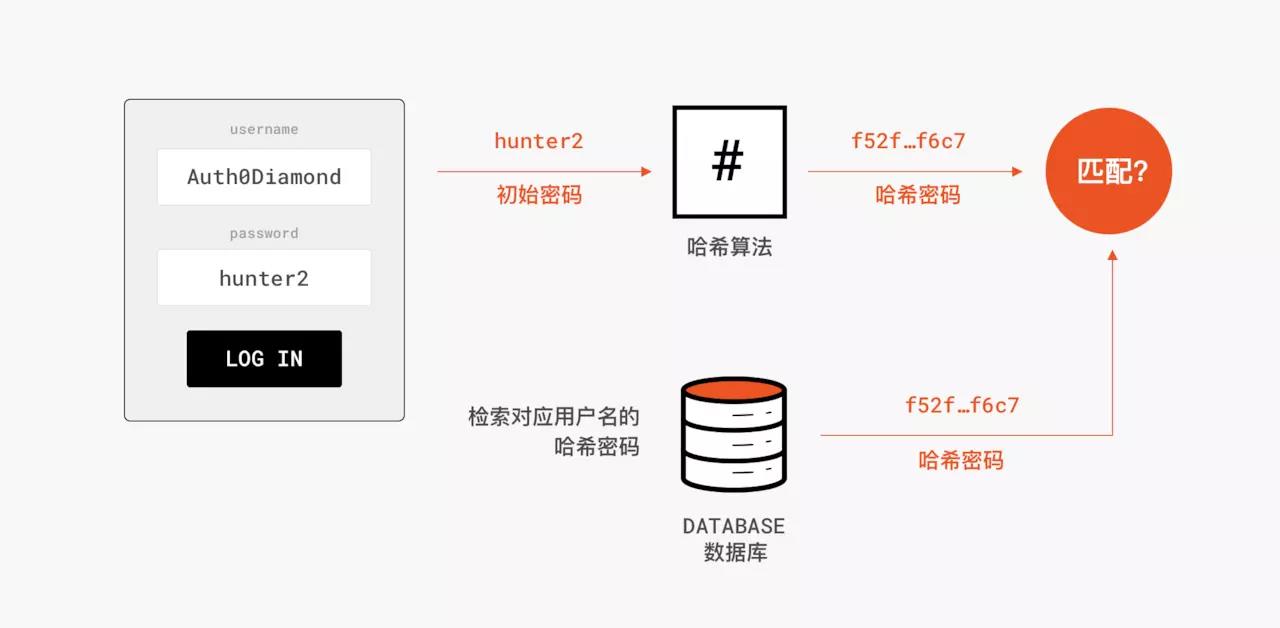 username
Auth0Diamond
password
hunter2
LOG IN
hunter2
初始密码
#
哈希算法
f52f…f6c7
哈希密码
匹配?
检索对应用户名的
哈希密码
DATABASE
数据库
f52f…f6c7
哈希密码